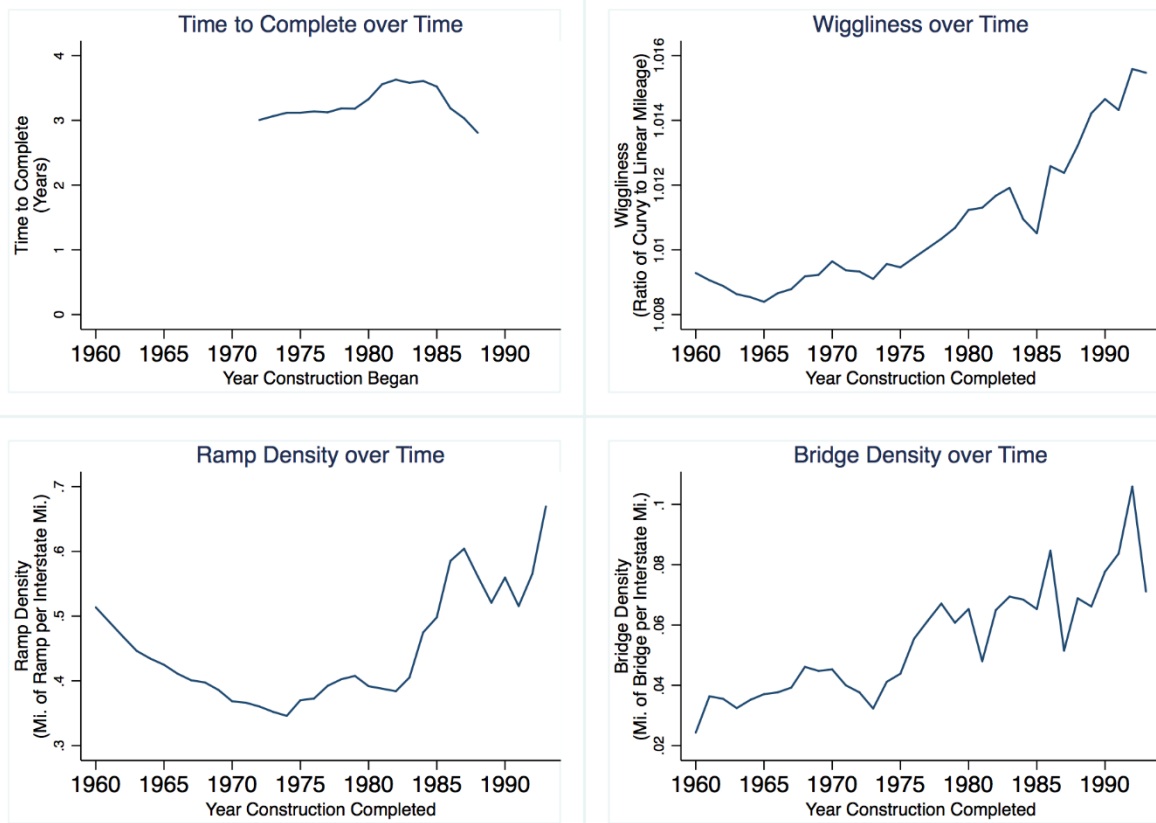 Time to Complete over Time
Time to Complete
(Years)
4
3
2
1
0
1960 1965 1970 1975 1980 1985 1990
Year Construction Began
Wiggliness over Time
Wiggliness
(Ratio of Curvy to Linear Mileage)
1.016
1.014
1.012
1.01
1.008
1960 1965 1970 1975 1980 1985 1990
Year Construction Completed
Ramp Density over Time
Ramp Density
(Mi. of Ramp per Interstate Mi.)
.7
.6
.5
.4
.3
1960 1965 1970 1975 1980 1985 1990
Year Construction Completed
Bridge Density over Time
Bridge Density
(Mi. of Bridge per Interstate Mi.)
.1
.08
.06
.04
.02
1960 1965 1970 1975 1980 1985 1990
Year Construction Completed